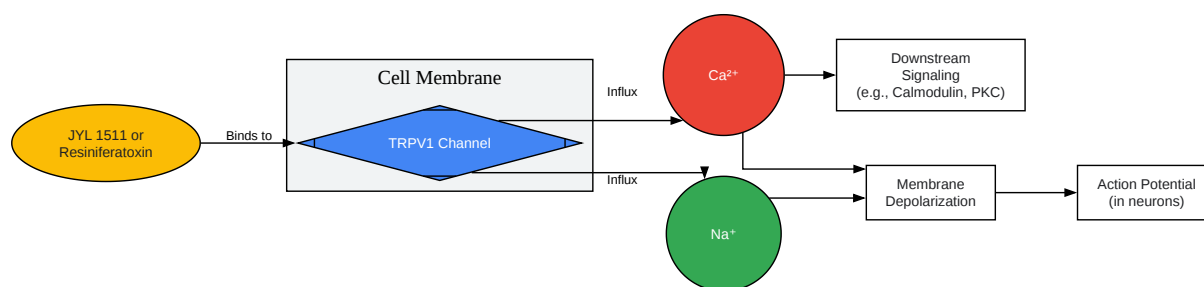 JYL 1511 or
Resiniferatoxin
Binds to
Cell Membrane
TRPV1 Channel
Influx
Influx
Ca²⁺
Na⁺
Downstream
Signaling
(e.g., Calmodulin, PKC)
Membrane
Depolarization
Action Potential
(in neurons)